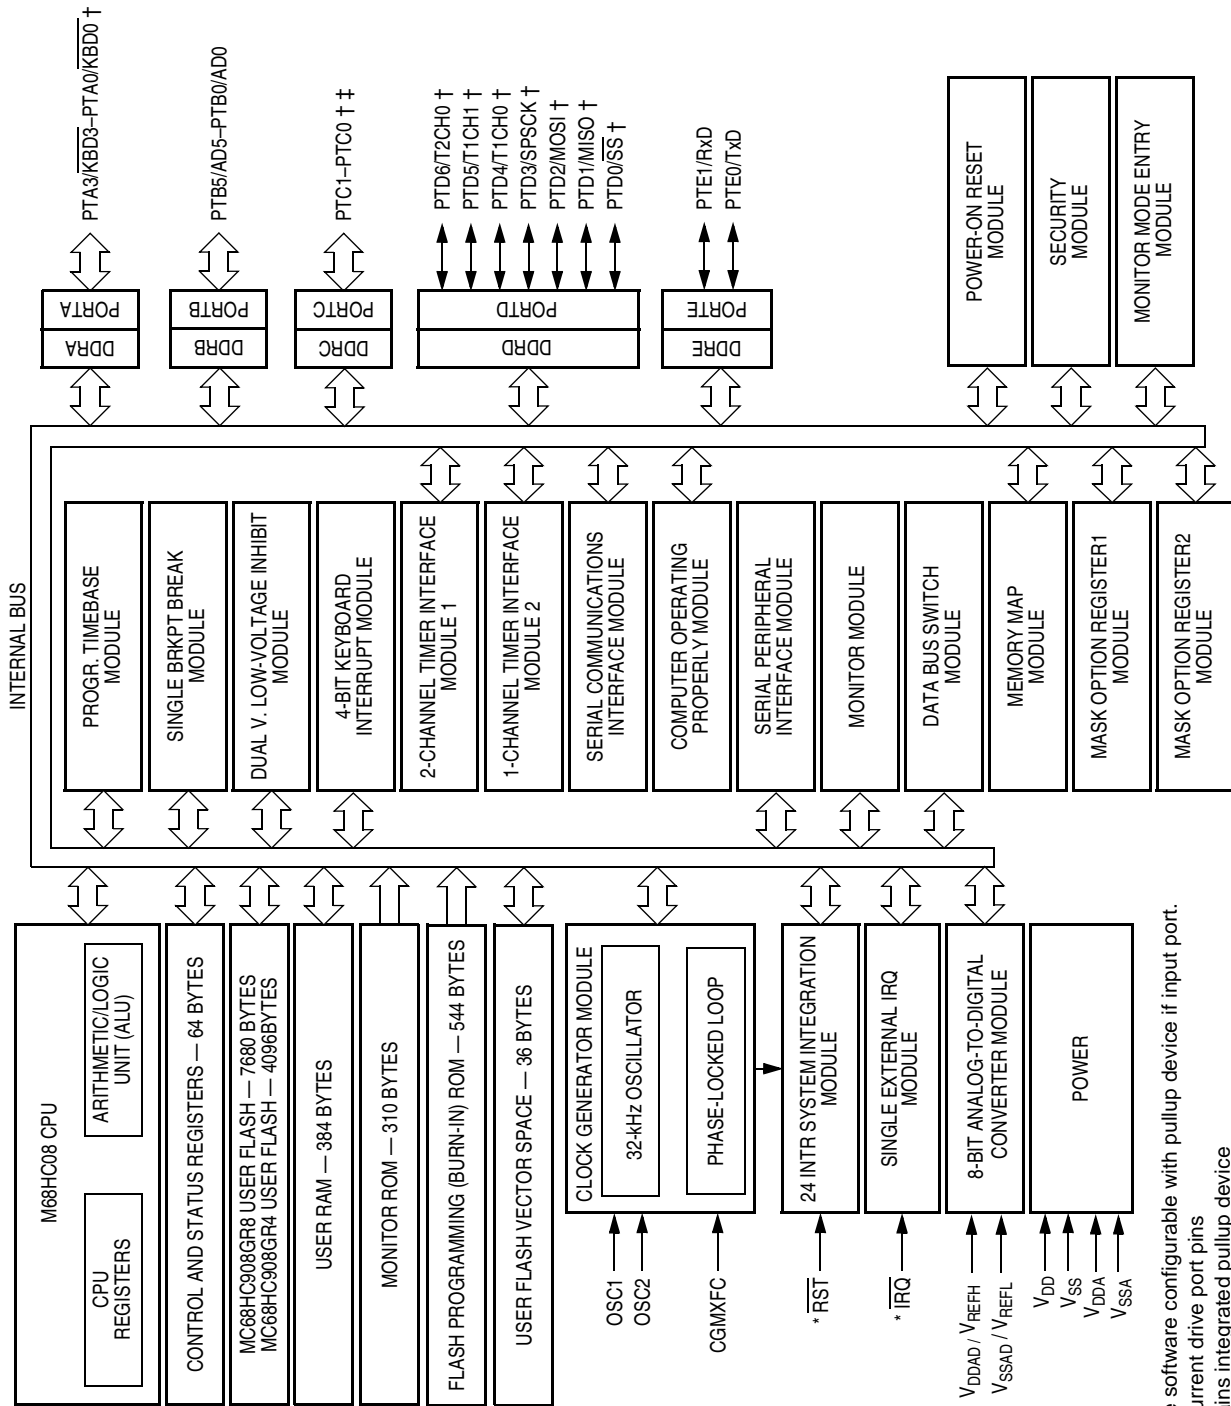 INTERNAL BUS
M68HC08 CPU
CPU
REGISTERS
ARITHMETIC/LOGIC
UNIT (ALU)
CONTROL AND STATUS REGISTERS — 64 BYTES
MC68HC908GR8 USER FLASH — 7680 BYTES
MC68HC908GR4 USER FLASH — 4096BYTES
USER RAM — 384 BYTES
MONITOR ROM — 310 BYTES
FLASH PROGRAMMING (BURN-IN) ROM — 544 BYTES
USER FLASH VECTOR SPACE — 36 BYTES
CLOCK GENERATOR MODULE
32-kHz OSCILLATOR
PHASE-LOCKED LOOP
OSC1
OSC2
CGMXFC
24 INTR SYSTEM INTEGRATION
MODULE
* RST
SINGLE EXTERNAL IRQ
MODULE
* IRQ
8-BIT ANALOG-TO-DIGITAL
CONVERTER MODULE
VDDAD / VREFH
VSSAD / VREFL
POWER
VDD
VSS
VDDA
VSSA
PROGR. TIMEBASE
MODULE
SINGLE BRKPT BREAK
MODULE
DUAL V. LOW-VOLTAGE INHIBIT
MODULE
4-BIT KEYBOARD
INTERRUPT MODULE
2-CHANNEL TIMER INTERFACE
MODULE 1
1-CHANNEL TIMER INTERFACE
MODULE 2
SERIAL COMMUNICATIONS
INTERFACE MODULE
COMPUTER OPERATING
PROPERLY MODULE
SERIAL PERIPHERAL
INTERFACE MODULE
MONITOR MODULE
DATA BUS SWITCH
MODULE
MEMORY MAP
MODULE
MASK OPTION REGISTER1
MODULE
MASK OPTION REGISTER2
MODULE
DDRA
PORTA
PTA3/KBD3–PTA0/KBD0 †
DDRB
PORTB
PTB5/AD5–PTB0/AD0
DDRC
PORTC
PTC1–PTC0 † ‡
DDRD
PORTD
PTD6/T2CH0 †
PTD5/T1CH1 †
PTD4/T1CH0 †
PTD3/SPSCK †
PTD2/MOSI †
PTD1/MISO †
PTD0/SS †
DDRE
PORTE
PTE1/RxD
PTE0/TxD
POWER-ON RESET
MODULE
SECURITY
MODULE
MONITOR MODE ENTRY
MODULE
software configurable with pullup device if input port.
drive port pins
integrated pullup device